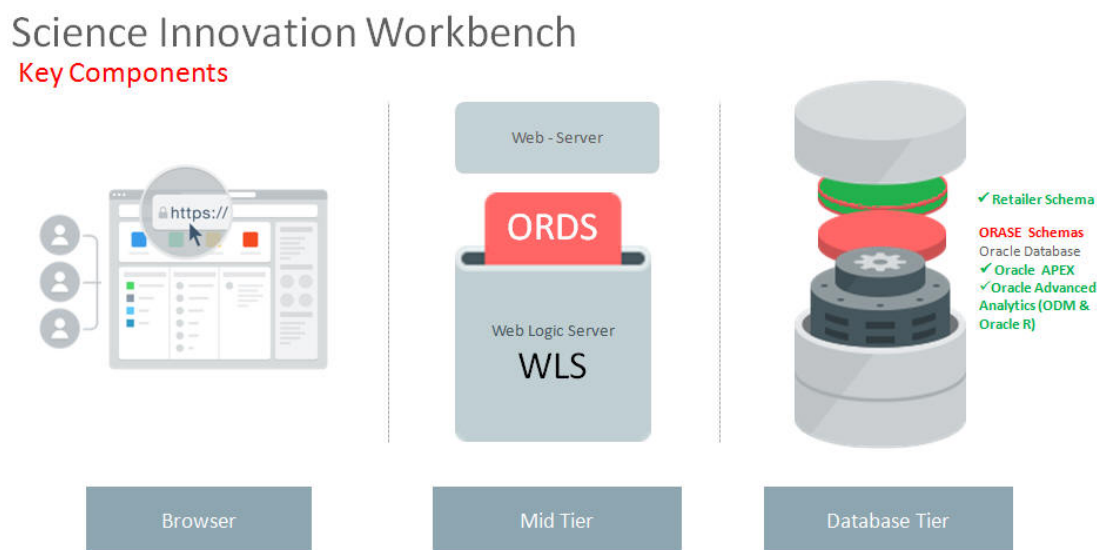 Science Innovation Workbench
Key Components
https://
Web - Server
ORDS
Web Logic Server
WLS
✓ Retailer Schema
ORASE Schemas
Oracle Database
✓ Oracle APEX
✓Oracle Advanced
Analytics (ODM &
Oracle R)
Browser
Mid Tier
Database Tier